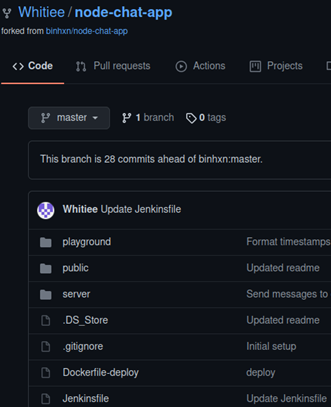 Whitiee / node-chat-app
forked from binhxn/node-chat-app
Code Pull requests Actions Projects
master 1 branch 0 tags
This branch is 28 commits ahead of binhxn:master.
Whitiee Update Jenkinsfile
playground Format timestamps
public Updated readme
server Send messages to
.DS_Store Updated readme
.gitignore Initial setup
Dockerfile-deploy deploy
Jenkinsfile Update Jenkinsfile